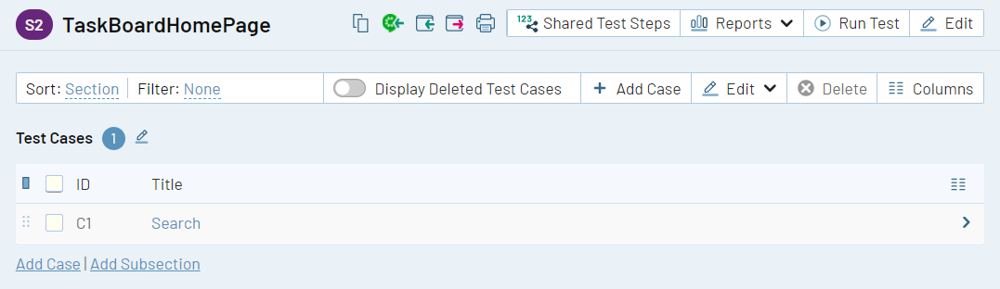 S2 TaskBoardHomePage 123 Shared Test Steps Reports Run Test Edit
Sort: Section Filter: None Display Deleted Test Cases Add Case Edit Delete Columns
Test Cases 1
ID Title
C1 Search
Add Case | Add Subsection